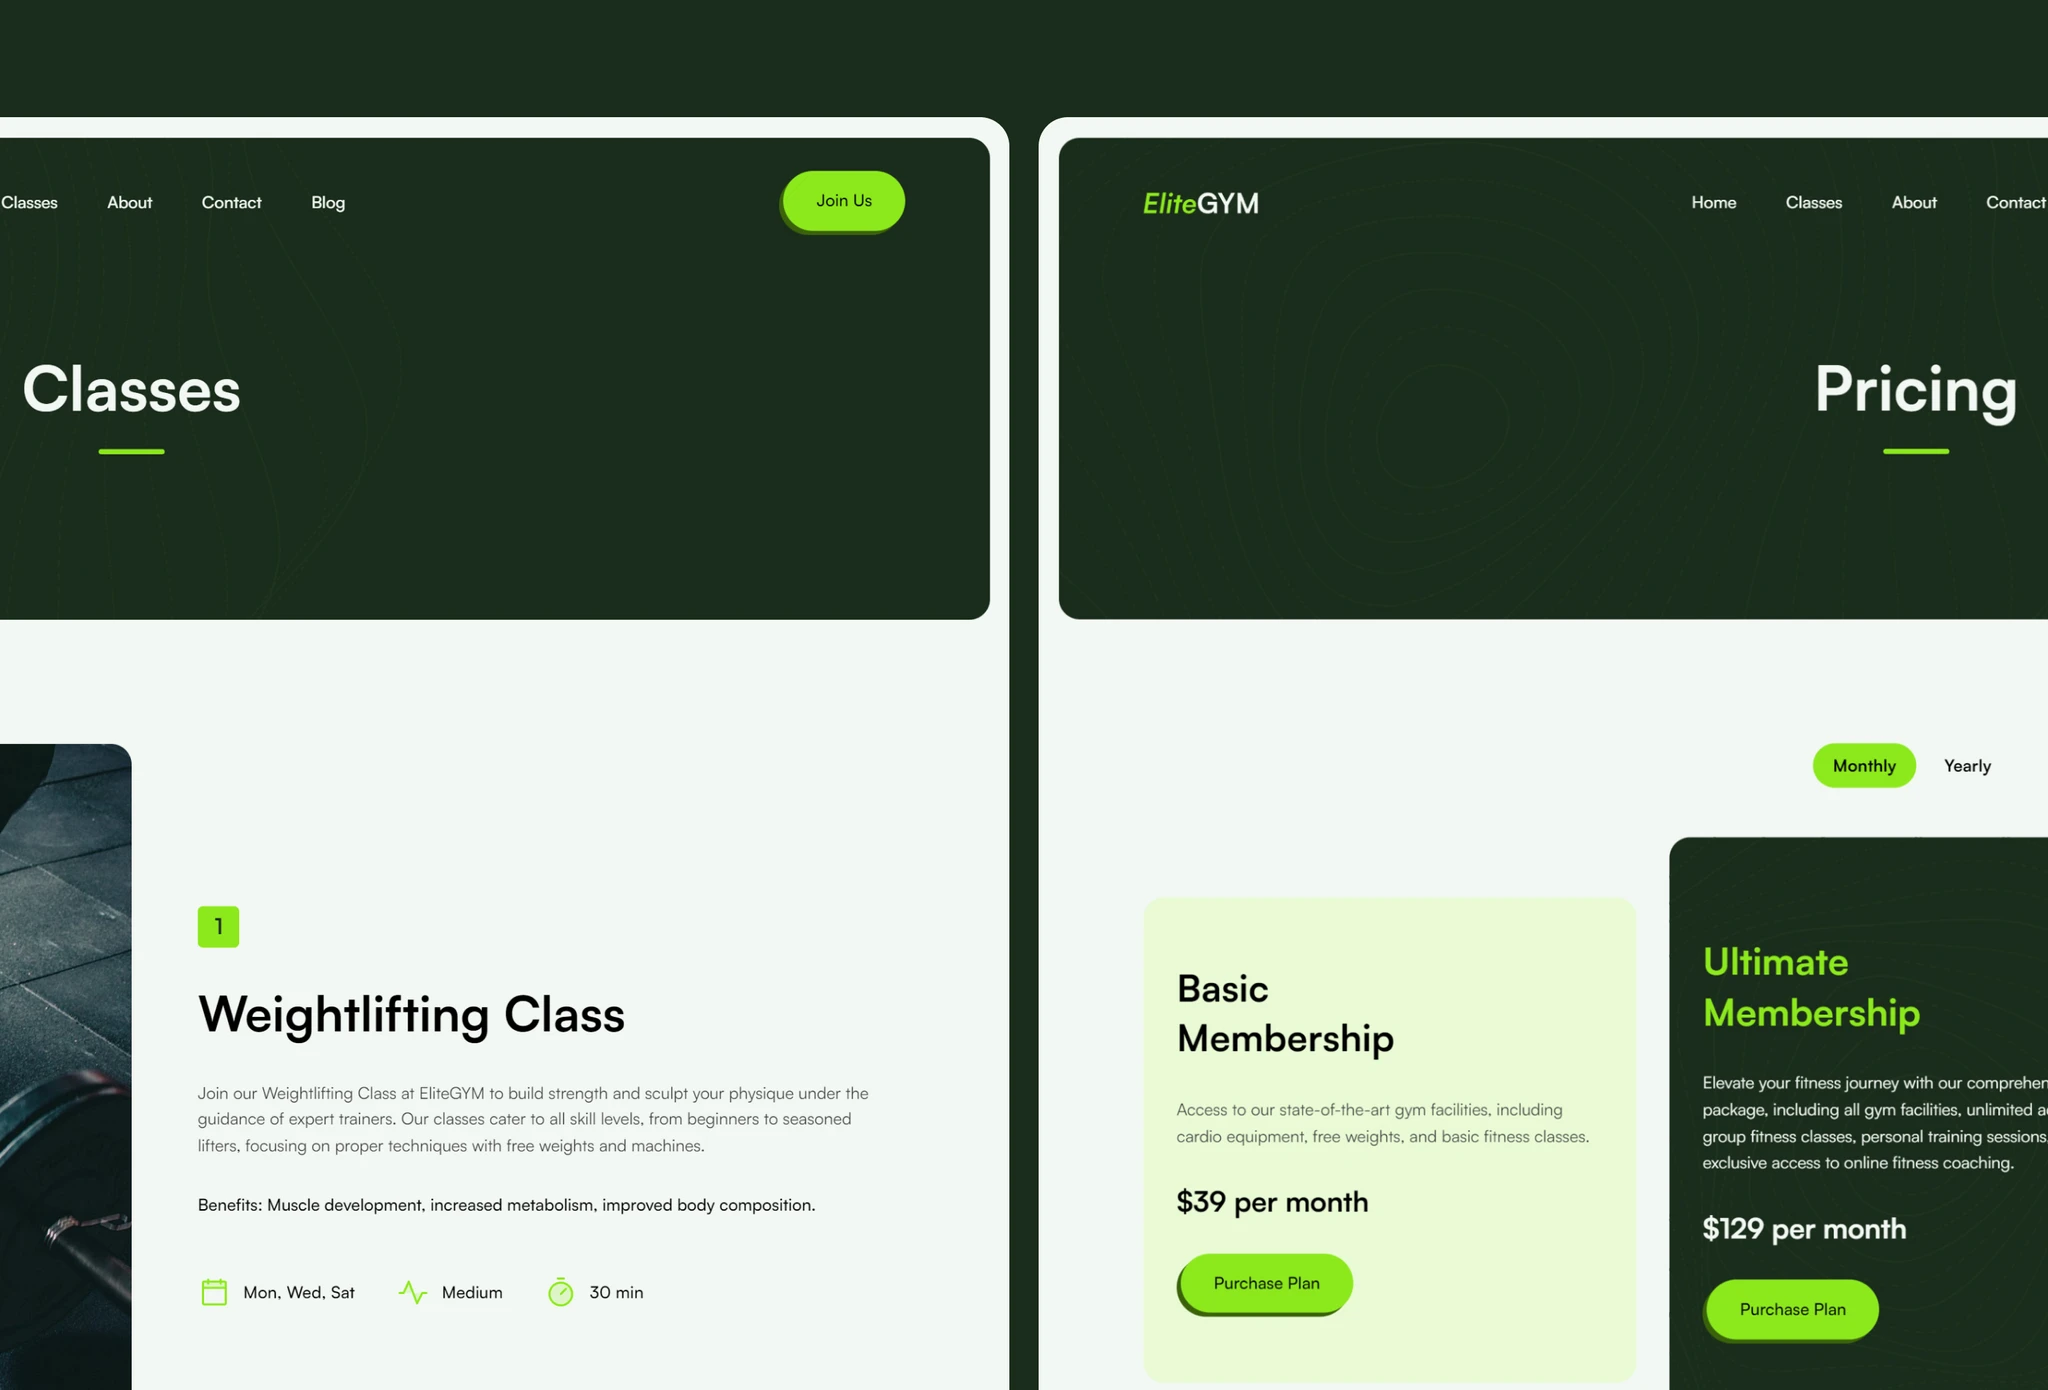 Classes
About
Contact
Blog
Join Us
Classes
1
Weightlifting Class
Join our Weightlifting Class at EliteGYM to build strength and sculpt your physique under the
guidance of expert trainers. Our classes cater to all skill levels, from beginners to seasoned
lifters, focusing on proper techniques with free weights and machines.
Benefits: Muscle development, increased metabolism, improved body composition.
Mon, Wed, Sat
Medium
30 min
EliteGYM
Home
Classes
About
Contact
Pricing
Monthly
Yearly
Basic
Membership
Access to our state-of-the-art gym facilities, including
cardio equipment, free weights, and basic fitness classes.
$39 per month
Purchase Plan
Ultimate
Membership
Elevate your fitness journey with our
package, including all gym facilities, unlimited
group fitness classes, personal training sessions,
exclusive access to online fitness coaching.
$129 per month
Purchase Plan